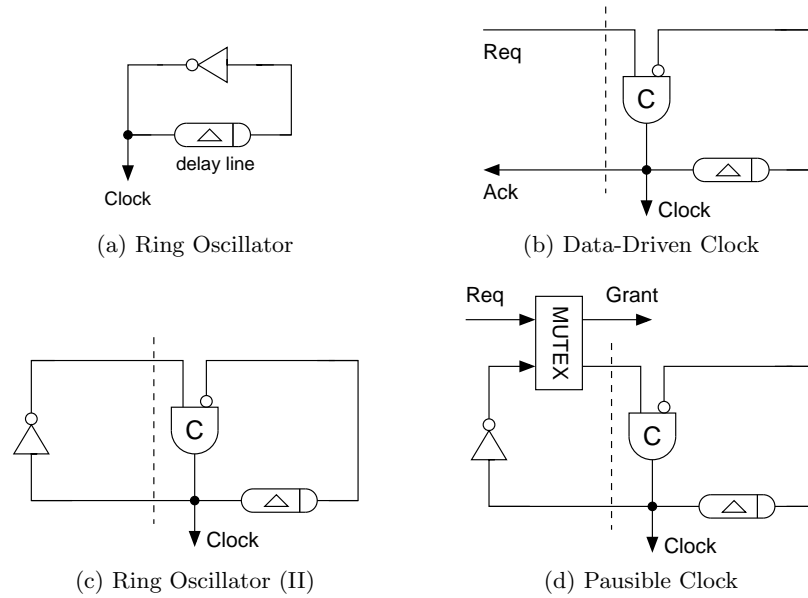 Req
C
delay line
Clock
Ack
Clock
(a) Ring Oscillator
(b) Data-Driven Clock
Req
Grant
MUTEX
C
C
Clock
Clock
(c) Ring Oscillator (II)
(d) Pausible Clock